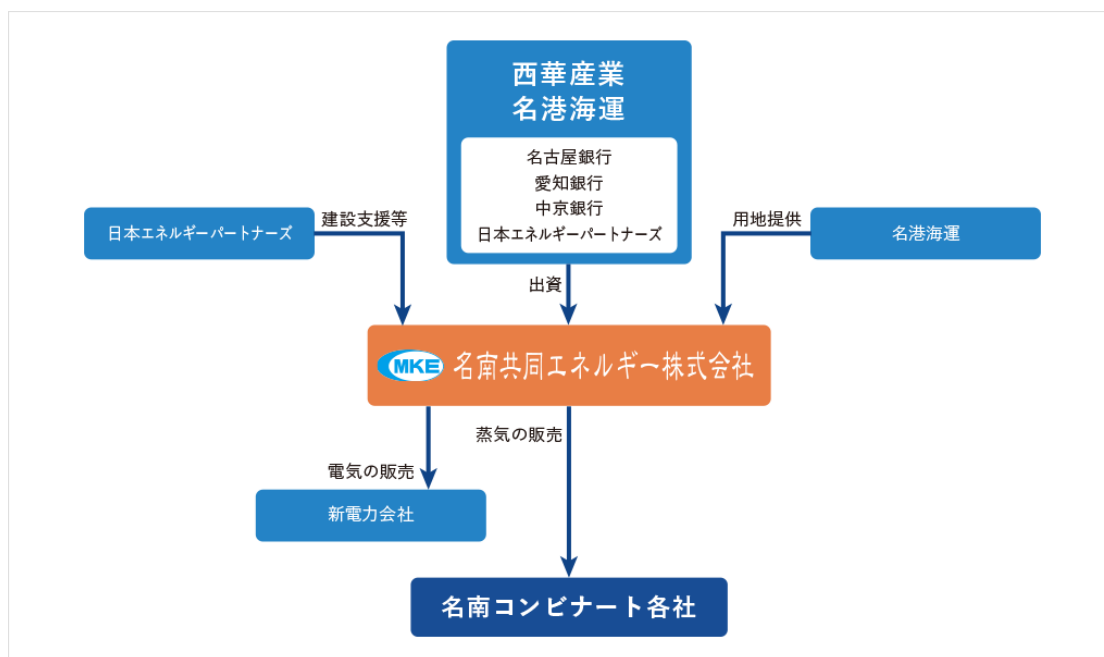 西華産業
名港海運
名古屋銀行
愛知銀行
中京銀行
日本エネルギーパートナーズ
日本エネルギーパートナーズ
建設支援等
用地提供
名港海運
出資
MKE 名南共同エネルギー株式会社
蒸気の販売
電気の販売
新電力会社
名南コンビナート各社